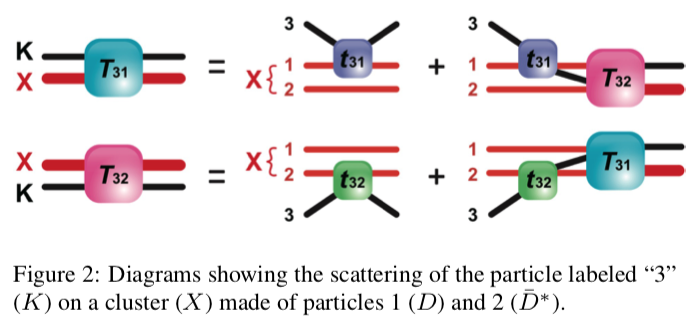 3 3
K T31 = X{ 1 t31 + 1 t31 T32
X 2 2
X T32 = X{ 1 + 1 T31
K 2 t32 2 t32
3 3
Figure 2: Diagrams showing the scattering of the particle labeled “3”
(K) on a cluster (X) made of particles 1 (D) and 2 (D̄*).